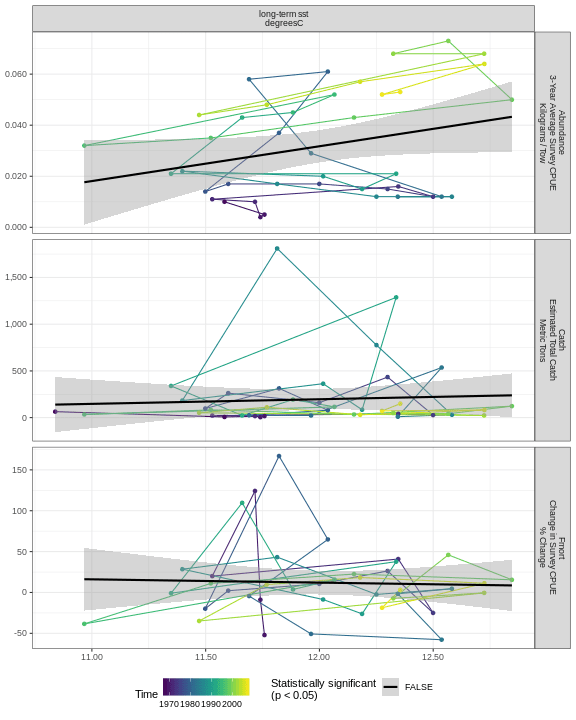 long-term sst
degreesC
0.060
0.040
0.020
0.000
Abundance
3-Year Average Survey CPUE
Kilograms / Tow
1,500
1,000
500
0
Catch
Estimated Total Catch
Metric Tons
150
100
50
0
-50
Fmort
Change in Survey CPUE
% Change
11.00 11.50 12.00 12.50
Time
1970 1980 1990 2000
Statistically significant
(p < 0.05)
FALSE